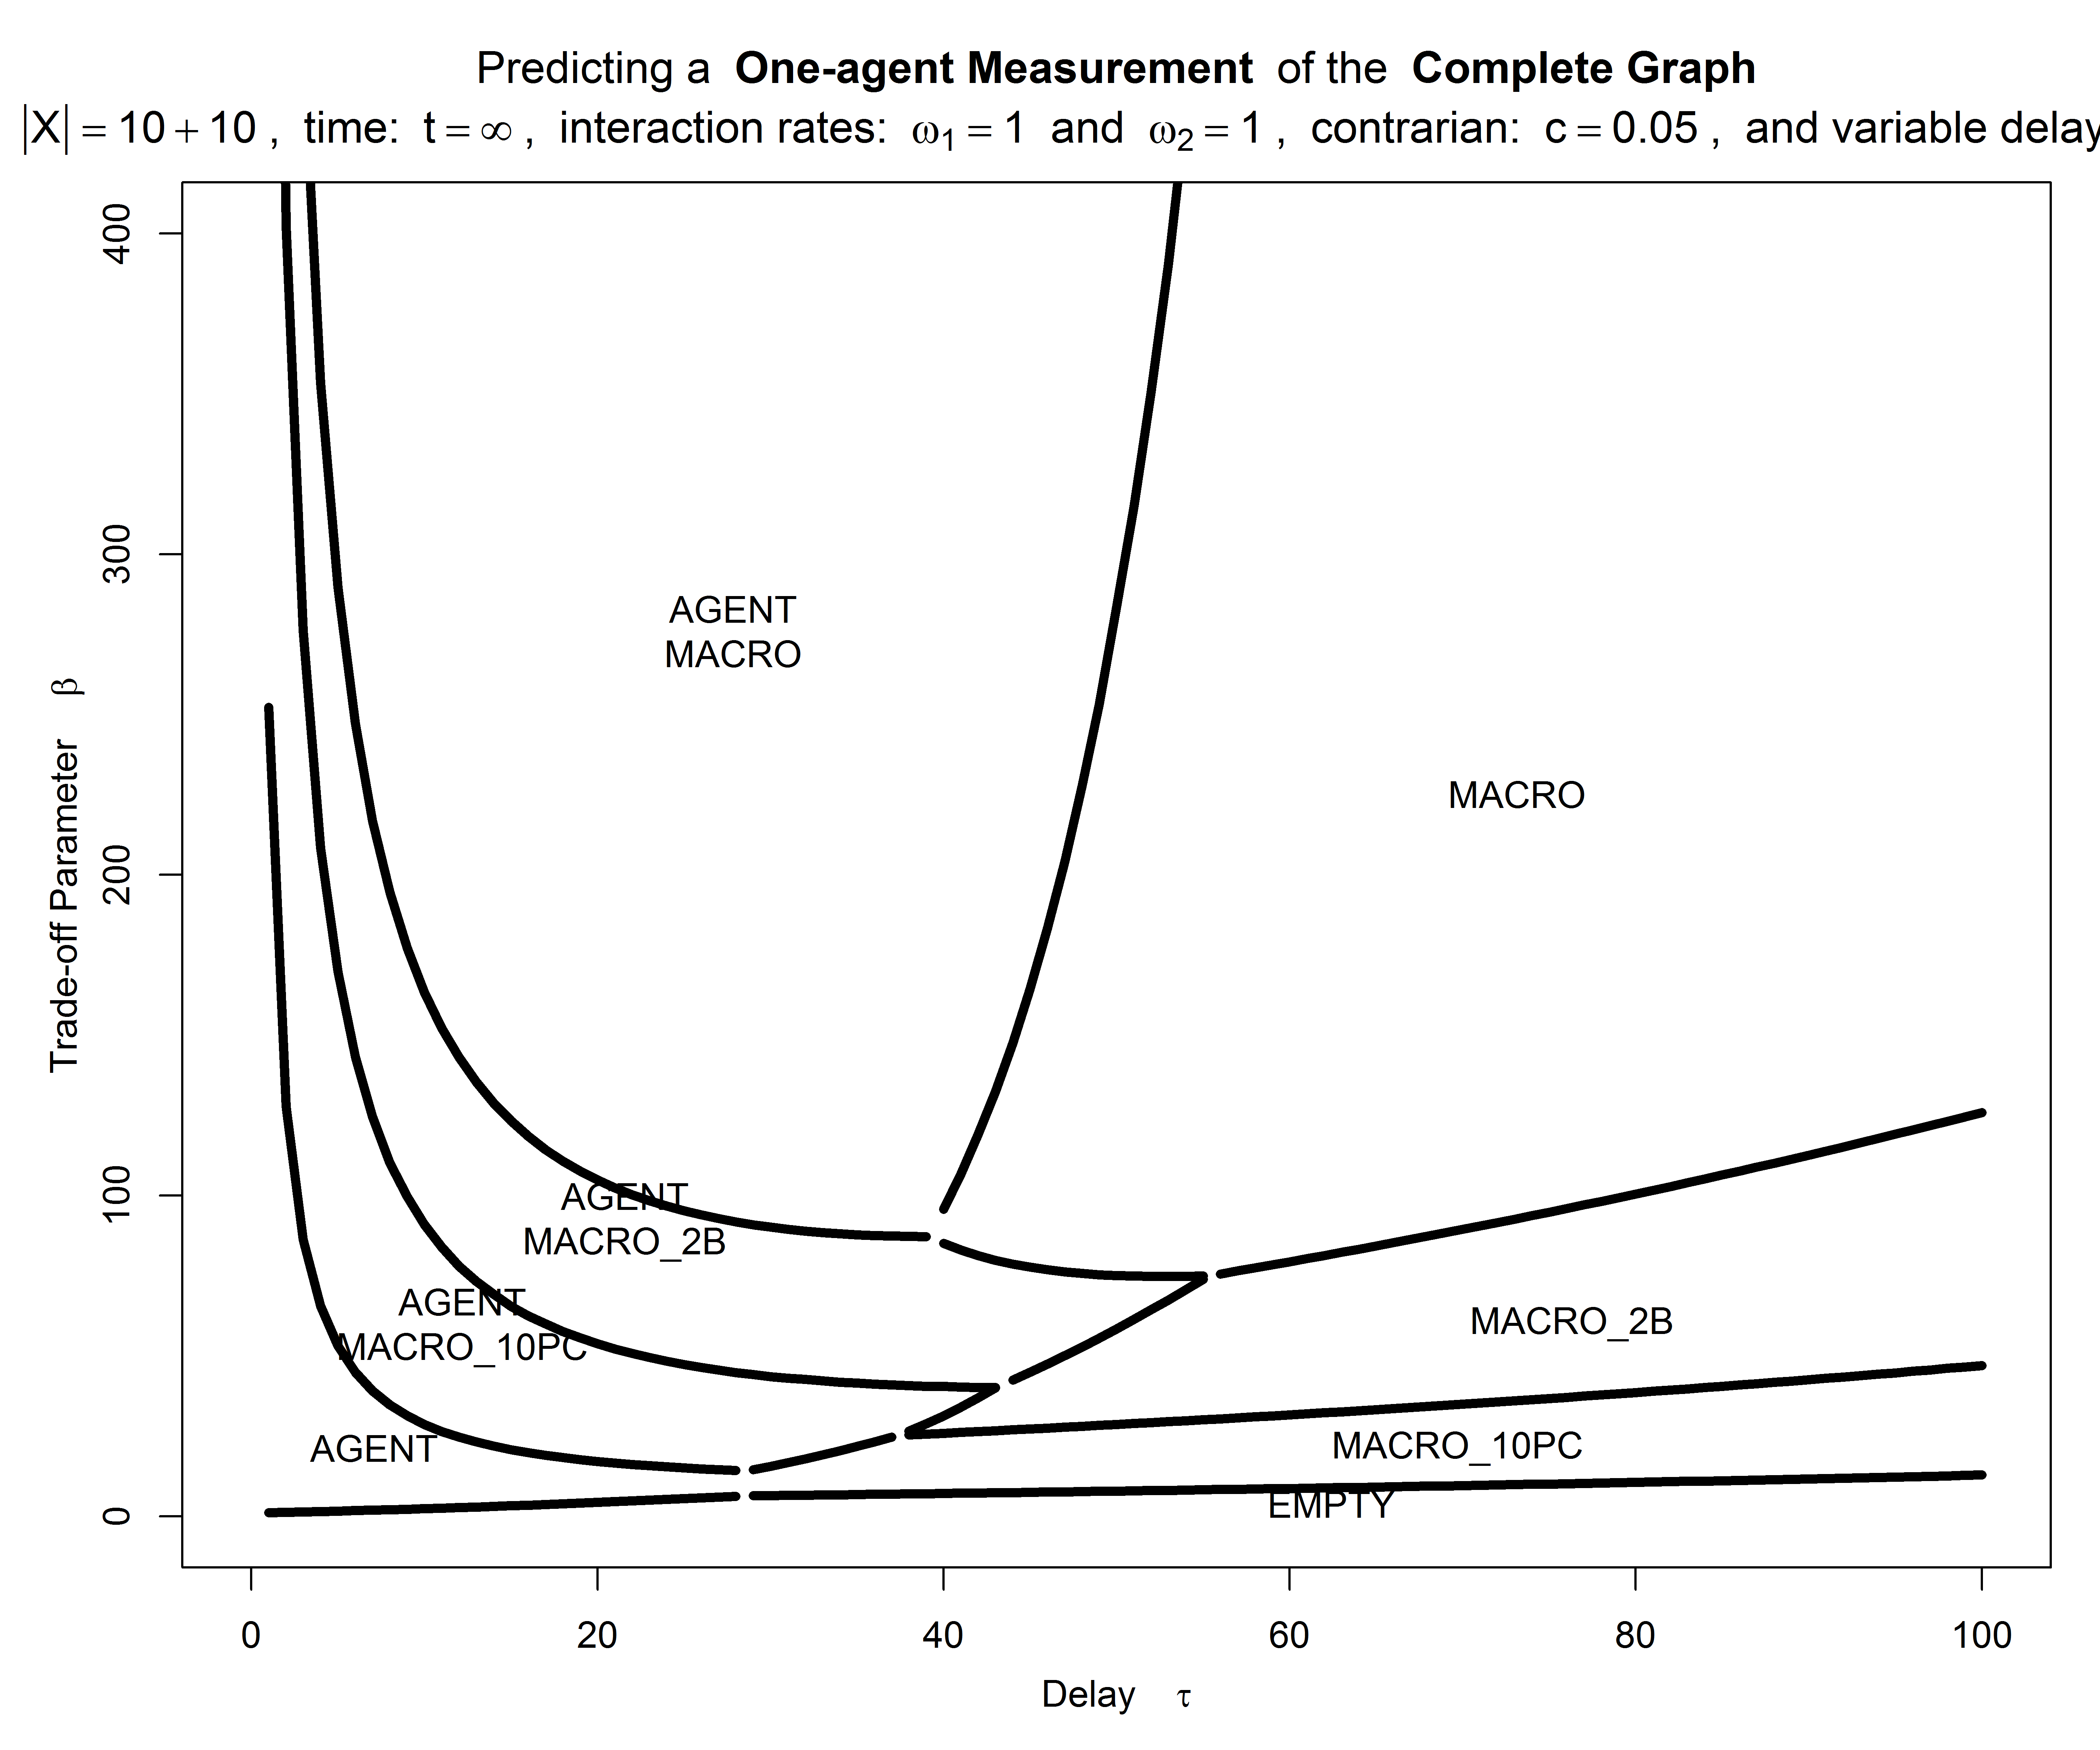 Predicting a One-agent Measurement of the Complete Graph
|X| = 10 + 10 , time: t = ∞ , interaction rates: ω₁ = 1 and ω₂ = 1 , contrarian: c = 0.05 , and variable delay
400
300
200
100
0
Trade-off Parameter β
AGENT
MACRO
MACRO
AGENT
MACRO_2B
AGENT
MACRO_10PC
MACRO_2B
AGENT
MACRO_10PC
EMPTY
0 20 40 60 80 100
Delay τ